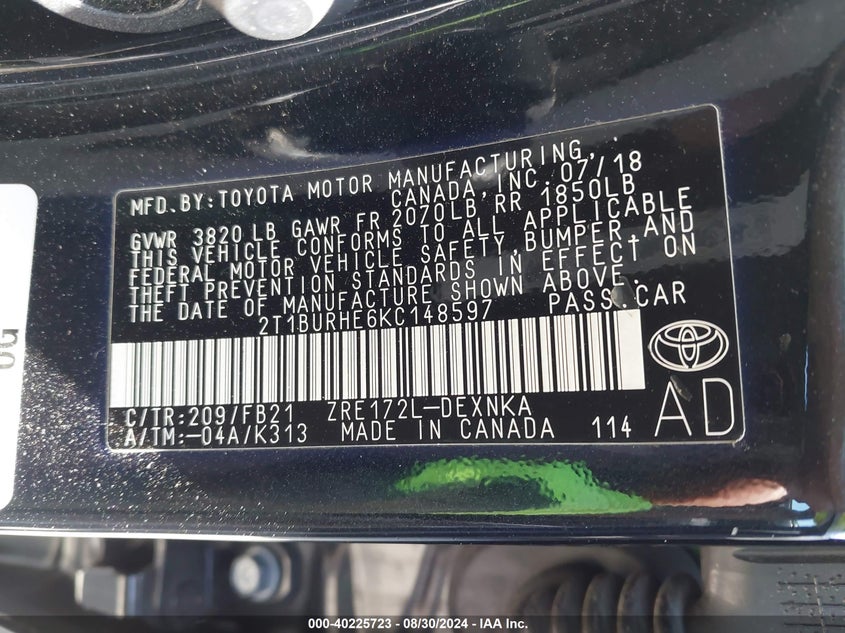 MFD.BY:TOYOTA MOTOR MANUFACTURING,
CANADA, INC. 07/18
GVWR 3820 LB GAWR FR 2070LB, RR 1850LB
THIS VEHICLE CONFORMS TO ALL APPLICABLE
FEDERAL MOTOR VEHICLE SAFETY, BUMPER, AND
THEFT PREVENTION STANDARDS IN EFFECT ON
THE DATE OF MANUFACTURE SHOWN ABOVE.
2T1BURHE6KC148597 PASS.CAR
C/TR:209/FB21 ZRE172L-DEXNKA
A/TM:-04A/K313 MADE IN CANADA 114
AD
000-40225723 — 08/30/2024 — IAA Inc.